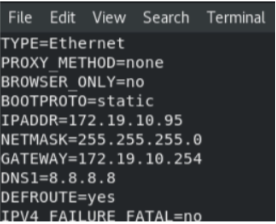 File Edit View Search Terminal
TYPE=Ethernet
PROXY_METHOD=none
BROWSER_ONLY=no
BOOTPROTO=static
IPADDR=172.19.10.95
NETMASK=255.255.255.0
GATEWAY=172.19.10.254
DNS1=8.8.8.8
DEFROUTE=yes
IPV4_FAILURE_FATAL=no